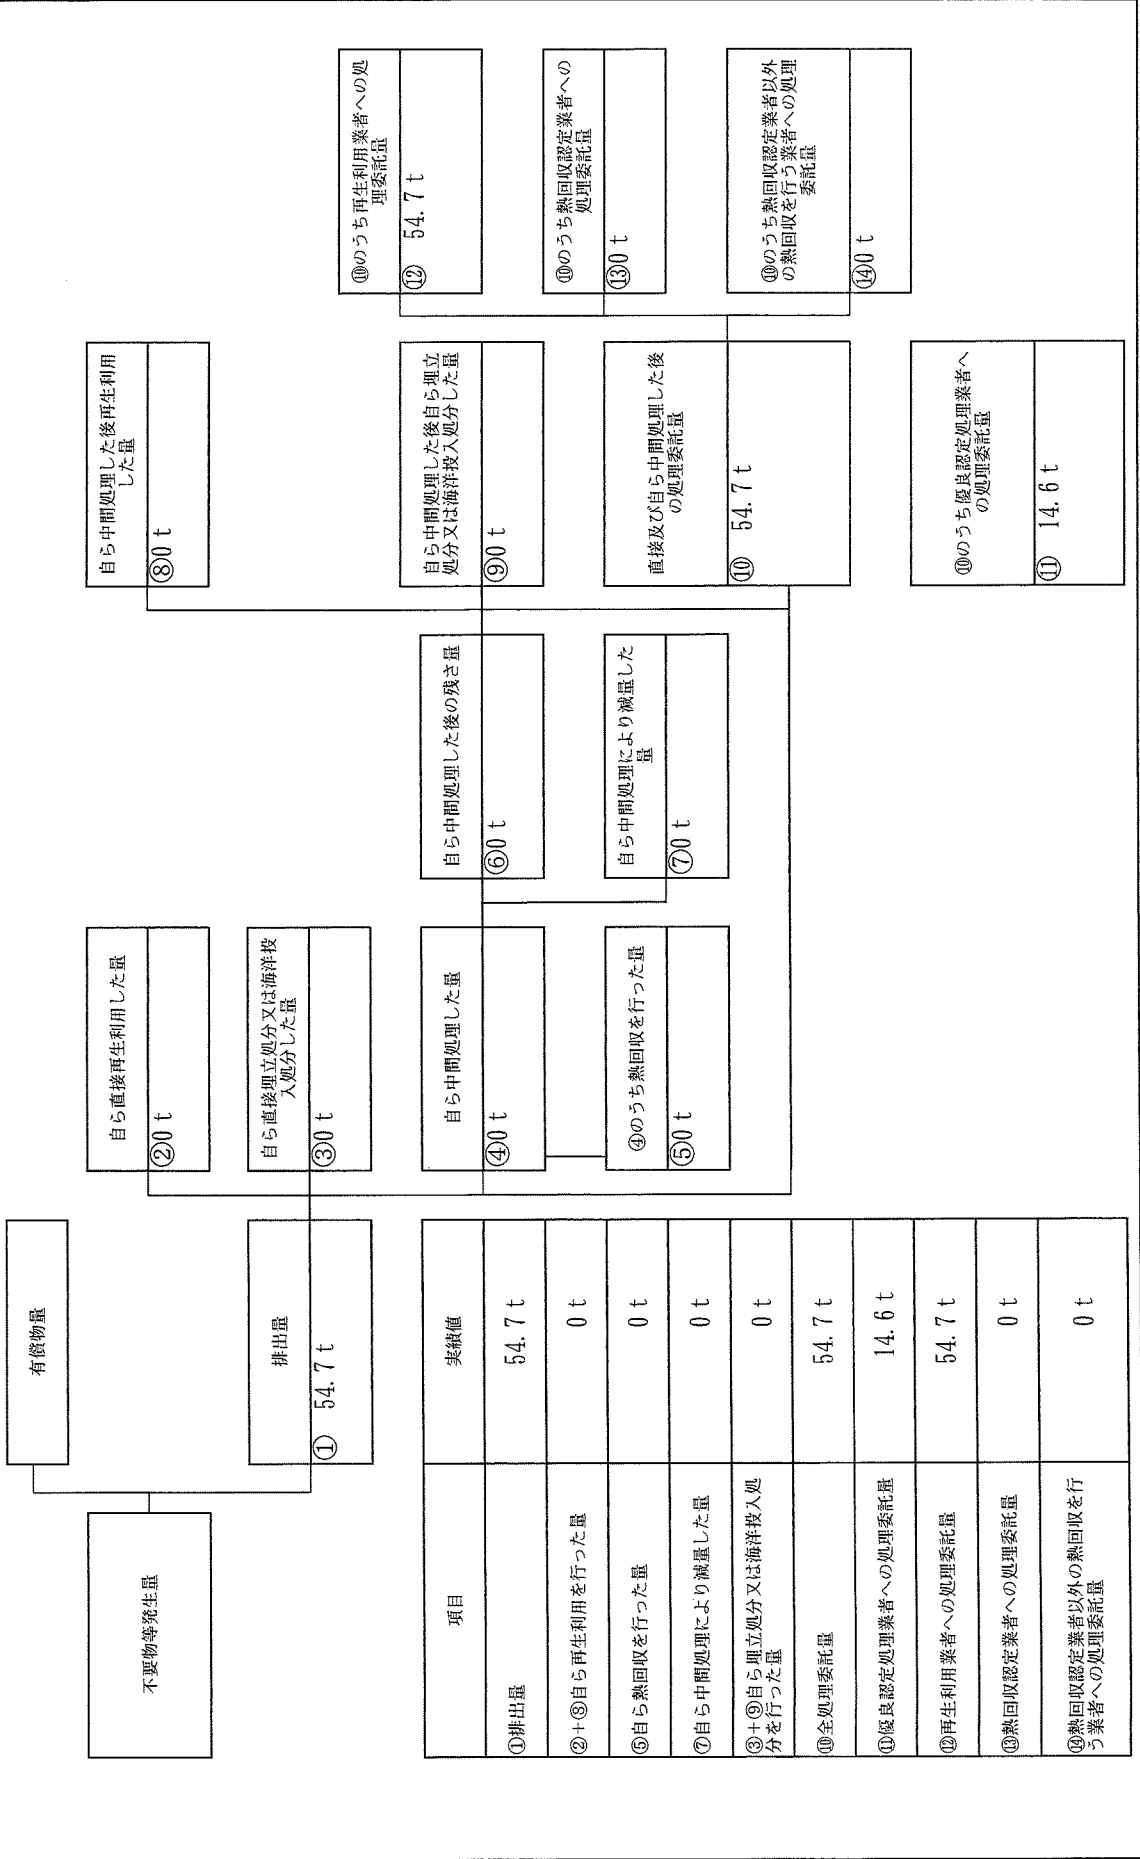 不要物等発生量
有償物量
排出量
① 54.7 t
自ら直接再生利用した量
②0 t
自ら直接埋立処分又は海洋投
入処分した量
③0 t
自ら中間処理した量
④0 t
④のうち熱回収を行った量
⑤0 t
自ら中間処理した後の残さ量
⑥0 t
自ら中間処理により減量した
量
⑦0 t
自ら中間処理した後再生利用
した量
⑧0 t
自ら中間処理した後自ら埋立
処分又は海洋投入処分した量
⑨0 t
直接及び自ら中間処理した後
の処理委託量
⑩ 54.7 t
⑩のうち優良認定処理業者へ
の処理委託量
⑪ 14.6 t
⑩のうち再生利用業者への処
理委託量
⑫ 54.7 t
⑩のうち熱回収認定業者への
処理委託量
⑬0 t
⑩のうち熱回収認定業者以外
の熱回収を行う業者への処理
委託量
⑭0 t
項目 実績値
①排出量 54.7 t
②+⑧自ら再生利用を行った量 0 t
⑤自ら熱回収を行った量 0 t
⑦自ら中間処理により減量した量 0 t
③+⑨自ら埋立処分又は海洋投入処
分を行った量 0 t
⑩全処理委託量 54.7 t
⑪優良認定処理業者への処理委託量 14.6 t
⑫再生利用業者への処理委託量 54.7 t
⑬熱回収認定業者への処理委託量 0 t
⑭熱回収認定業者以外の熱回収を行
う業者への処理委託量 0 t